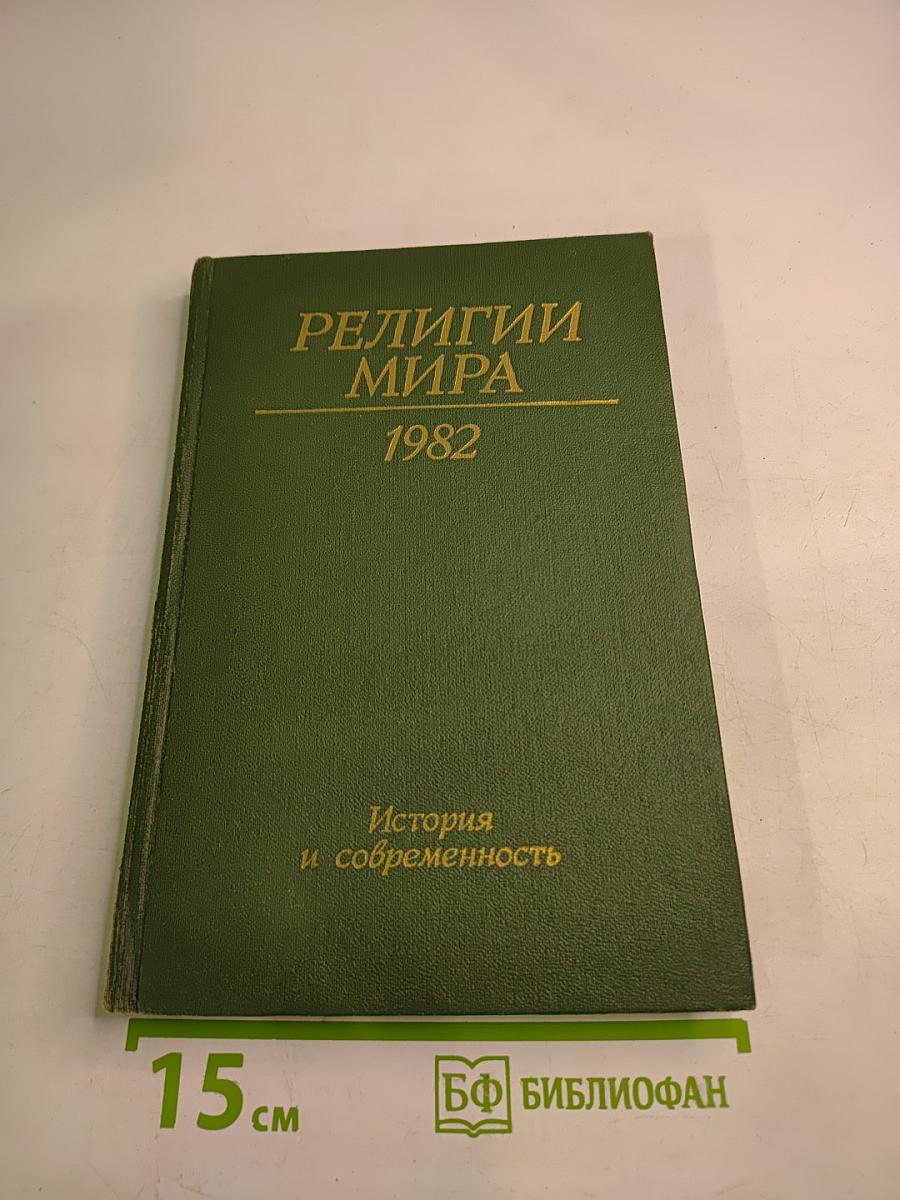 РЕЛИГИИ
МИРА
1982
История
и современность
15 см
БФ БИБЛИОФАН